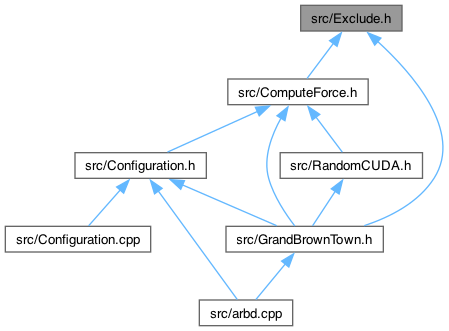 src/Exclude.h
src/ComputeForce.h
src/Configuration.h
src/RandomCUDA.h
src/Configuration.cpp
src/GrandBrownTown.h
src/arbd.cpp